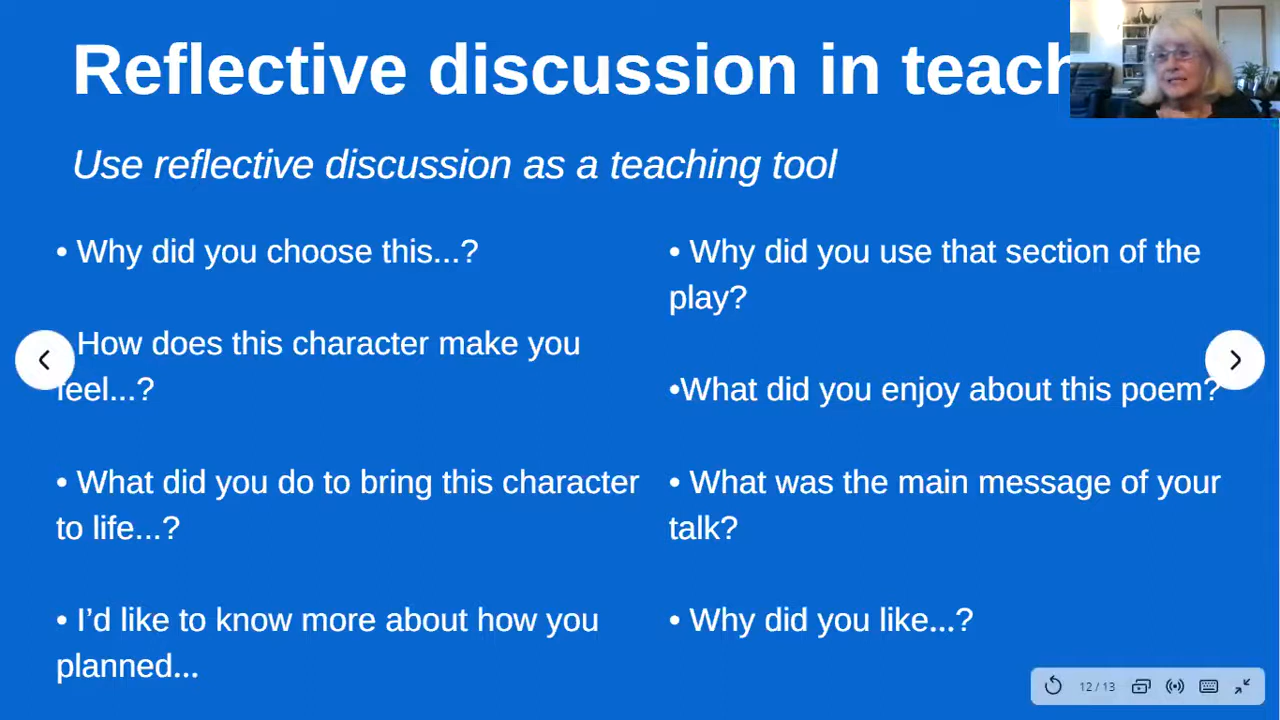 Reflective discussion in teach
Use reflective discussion as a teaching tool
• Why did you choose this...?
How does this character make you
feel...?
• What did you do to bring this character
to life...?
• I’d like to know more about how you
planned...
• Why did you use that section of the
play?
•What did you enjoy about this poem?
• What was the main message of your
talk?
• Why did you like...?
12 / 13